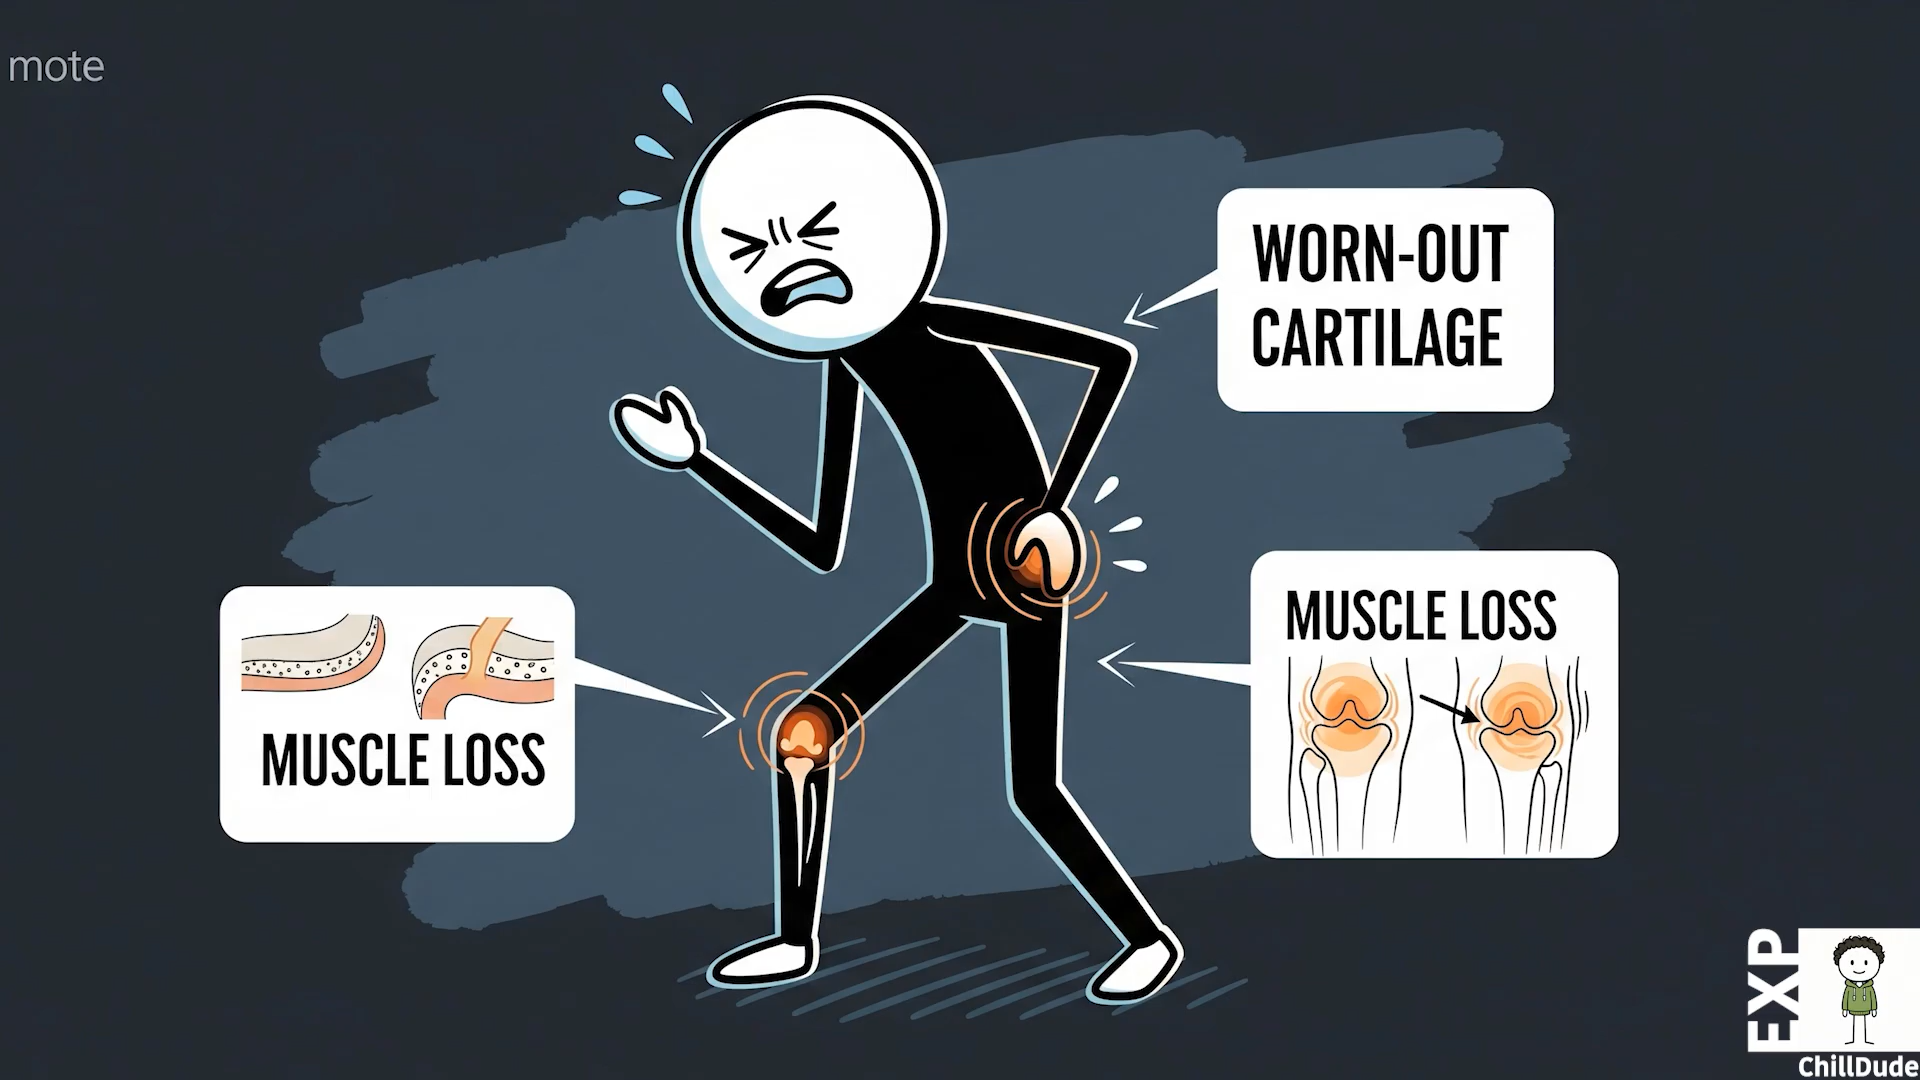 mote
WORN-OUT
CARTILAGE
MUSCLE LOSS
MUSCLE LOSS
EXP
ChillDude